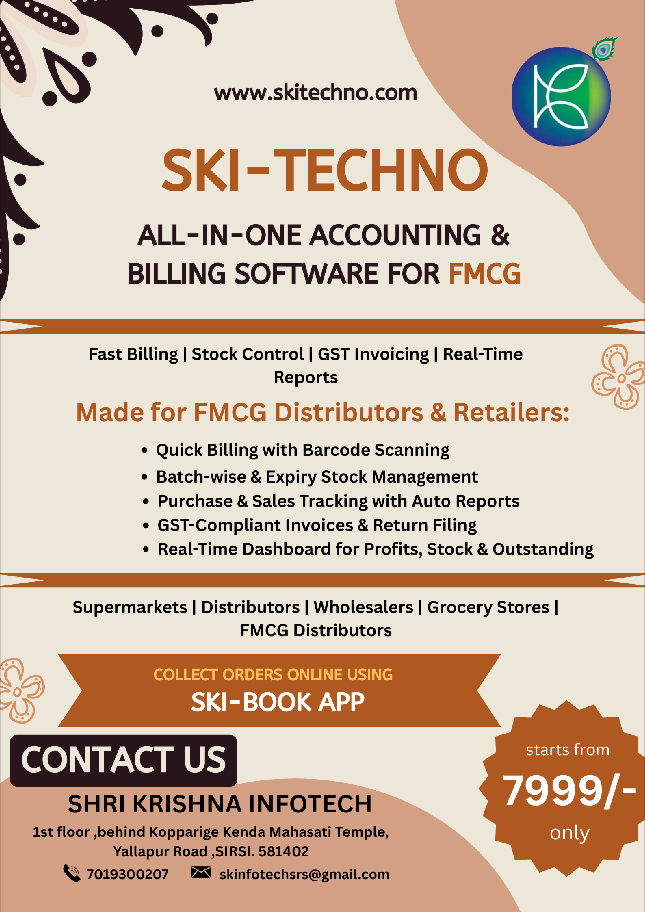 www.skitechno.com
SKI-TECHNO
ALL-IN-ONE ACCOUNTING &
BILLING SOFTWARE FOR FMCG
Fast Billing | Stock Control | GST Invoicing | Real-Time
Reports
Made for FMCG Distributors & Retailers:
• Quick Billing with Barcode Scanning
• Batch-wise & Expiry Stock Management
• Purchase & Sales Tracking with Auto Reports
• GST-Compliant Invoices & Return Filing
• Real-Time Dashboard for Profits, Stock & Outstanding
Supermarkets | Distributors | Wholesalers | Grocery Stores |
FMCG Distributors
COLLECT ORDERS ONLINE USING
SKI-BOOK APP
CONTACT US
SHRI KRISHNA INFOTECH
1st floor ,behind Kopparige Kenda Mahasati Temple,
Yallapur Road ,SIRSI. 581402
7019300207 skinfotechsrs@gmail.com
starts from
7999/-
only